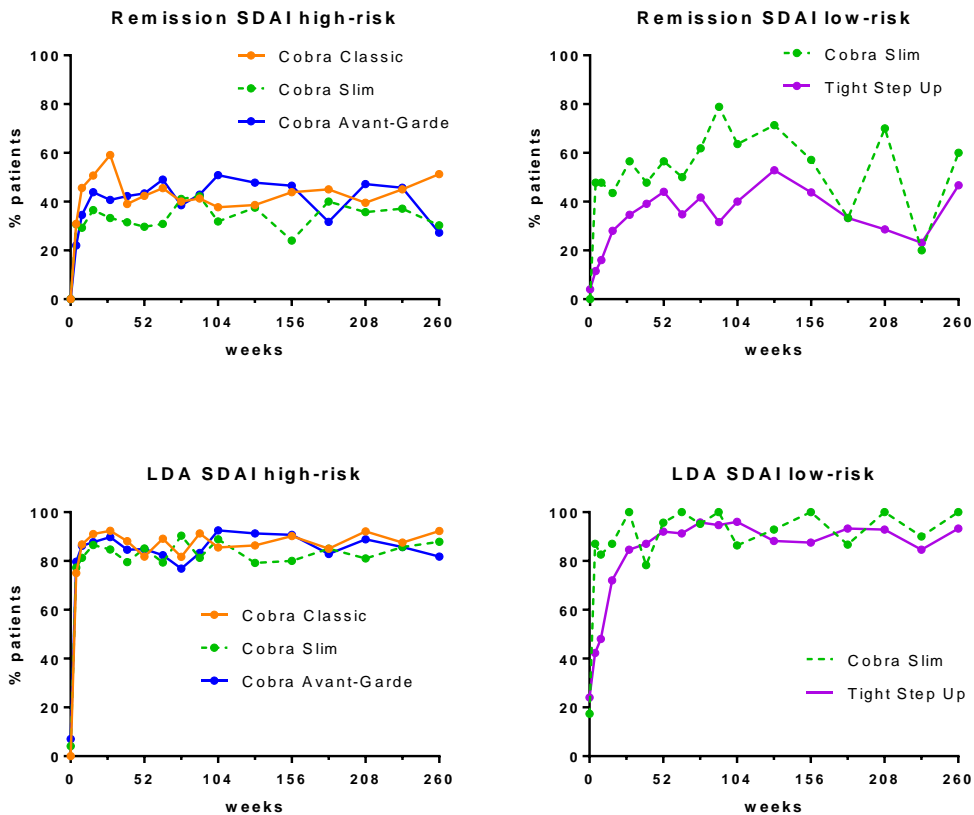 Remission SDAI high-risk
Cobra Classic
Cobra Slim
Cobra Avant-Garde
% patients
100
80
60
40
20
0
0 52 104 156 208 260
weeks
Remission SDAI low-risk
Cobra Slim
Tight Step Up
% patients
100
80
60
40
20
0
0 52 104 156 208 260
weeks
LDA SDAI high-risk
% patients
100
80
60
40
20
0
Cobra Classic
Cobra Slim
Cobra Avant-Garde
0 52 104 156 208 260
weeks
LDA SDAI low-risk
% patients
100
80
60
40
20
0
Cobra Slim
Tight Step Up
0 52 104 156 208 260
weeks